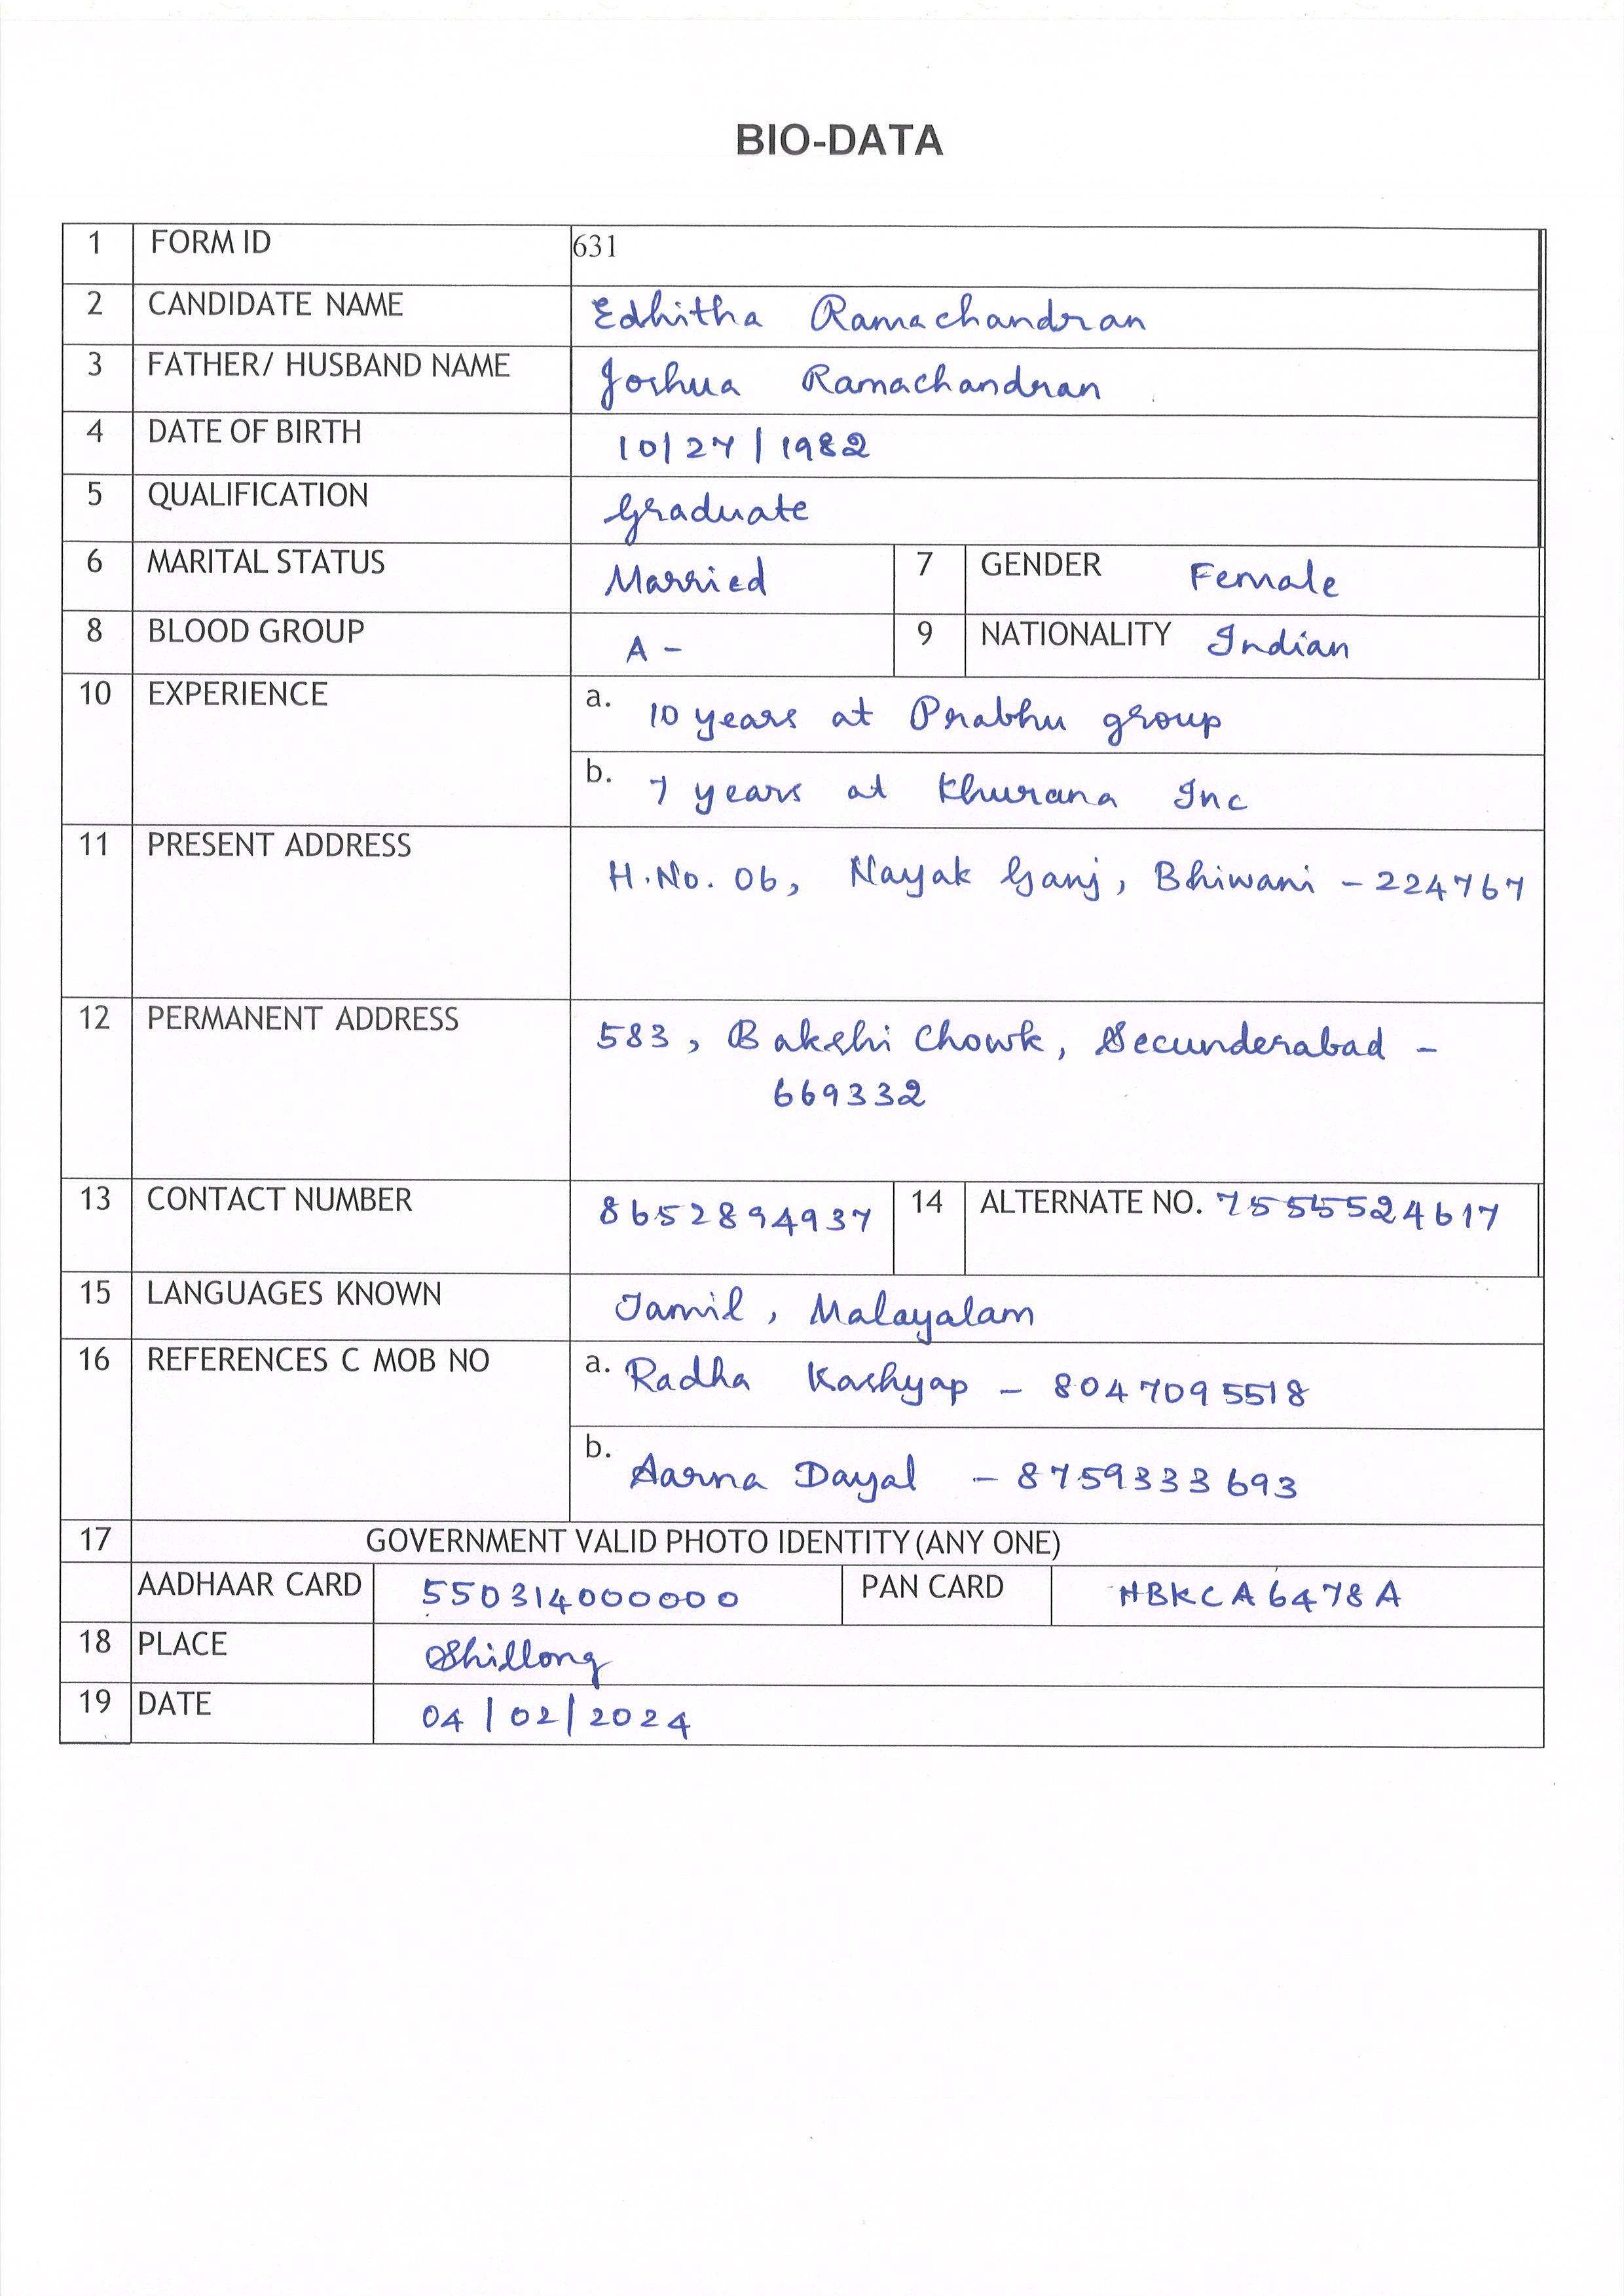 BIO-DATA
1 FORM ID 631
2 CANDIDATE NAME Edhitha Ramachandran
3 FATHER/ HUSBAND NAME Joshua Ramachandran
4 DATE OF BIRTH 10/27/1982
5 QUALIFICATION Graduate
6 MARITAL STATUS Married 7 GENDER Female
8 BLOOD GROUP A - 9 NATIONALITY Indian
10 EXPERIENCE a. 10 years at Prabhu group
b. 7 years at Khurana Inc
11 PRESENT ADDRESS H.No. 06, Nayak Ganj, Bhiwani - 224767
12 PERMANENT ADDRESS 583, Bakshi Chowk, Secunderabad -
669332
13 CONTACT NUMBER 8652894937 14 ALTERNATE NO.
15 LANGUAGES KNOWN Tamil, Malayalam
16 REFERENCES C MOB NO a. Radha Kashyap - 8047095518
b. Aarna Dayal - 8759333693
17 GOVERNMENT VALID PHOTO IDENTITY (ANY ONE)
AADHAAR CARD 550314000000 PAN CARD HBKCA6478A
18 PLACE Shillong
19 DATE 04/02/2024